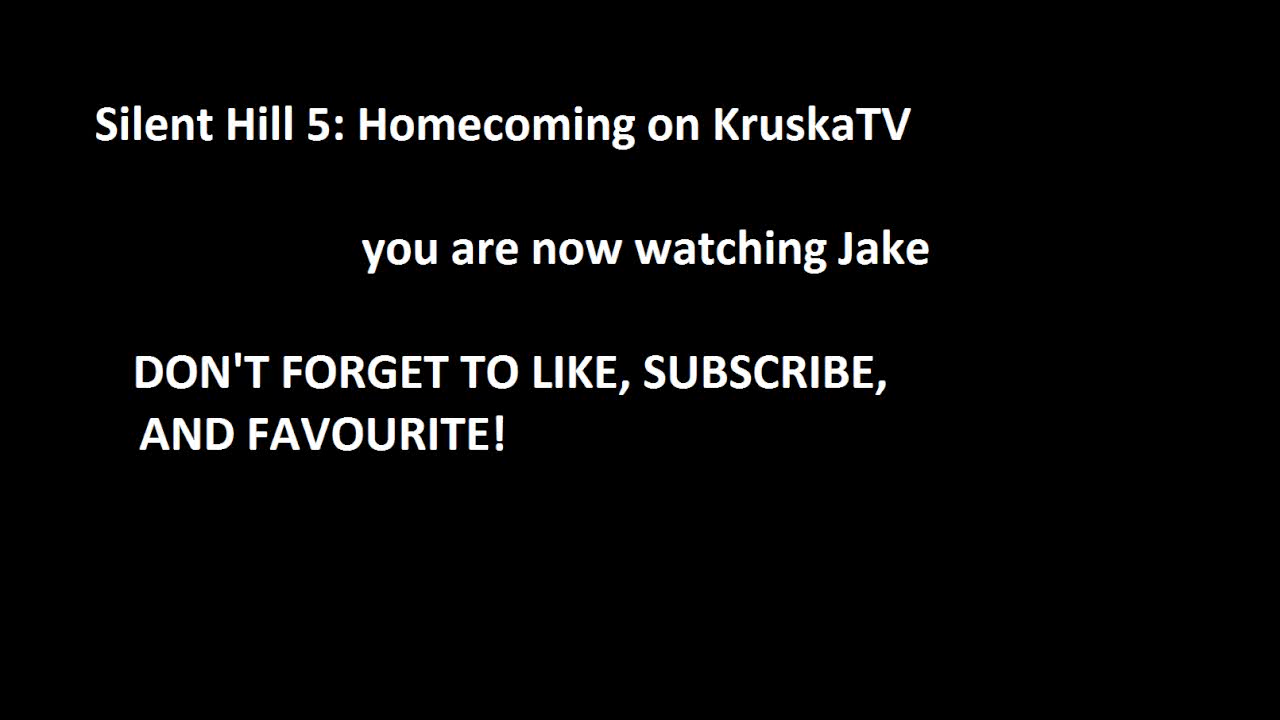 Silent Hill 5: Homecoming on KruskaTV
you are now watching Jake
DON'T FORGET TO LIKE, SUBSCRIBE,
AND FAVOURITE!